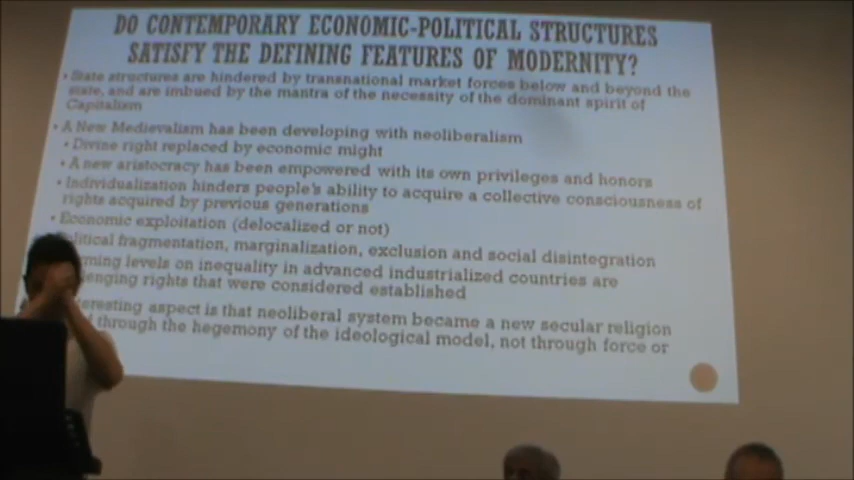 DO CONTEMPORARY ECONOMIC-POLITICAL STRUCTURES
SATISFY THE DEFINING FEATURES OF MODERNITY?
• State structures are hindered by transnational market forces below and beyond the
state, and are imbued by the mantra of the necessity of the dominant spirit of
Capitalism
• A New Medievalism has been developing with neoliberalism
• Divine right replaced by economic might
• A new aristocracy has been empowered with its own privileges and honors
• Individualization hinders people's ability to acquire a collective consciousness of
rights acquired by previous generations
• Economic exploitation (delocalized or not)
political fragmentation, marginalization, exclusion and social disintegration
levels on inequality in advanced industrialized countries are
rights that were considered established
aspect is that neoliberal system became a new secular religion
through the hegemony of the ideological model, not through force or